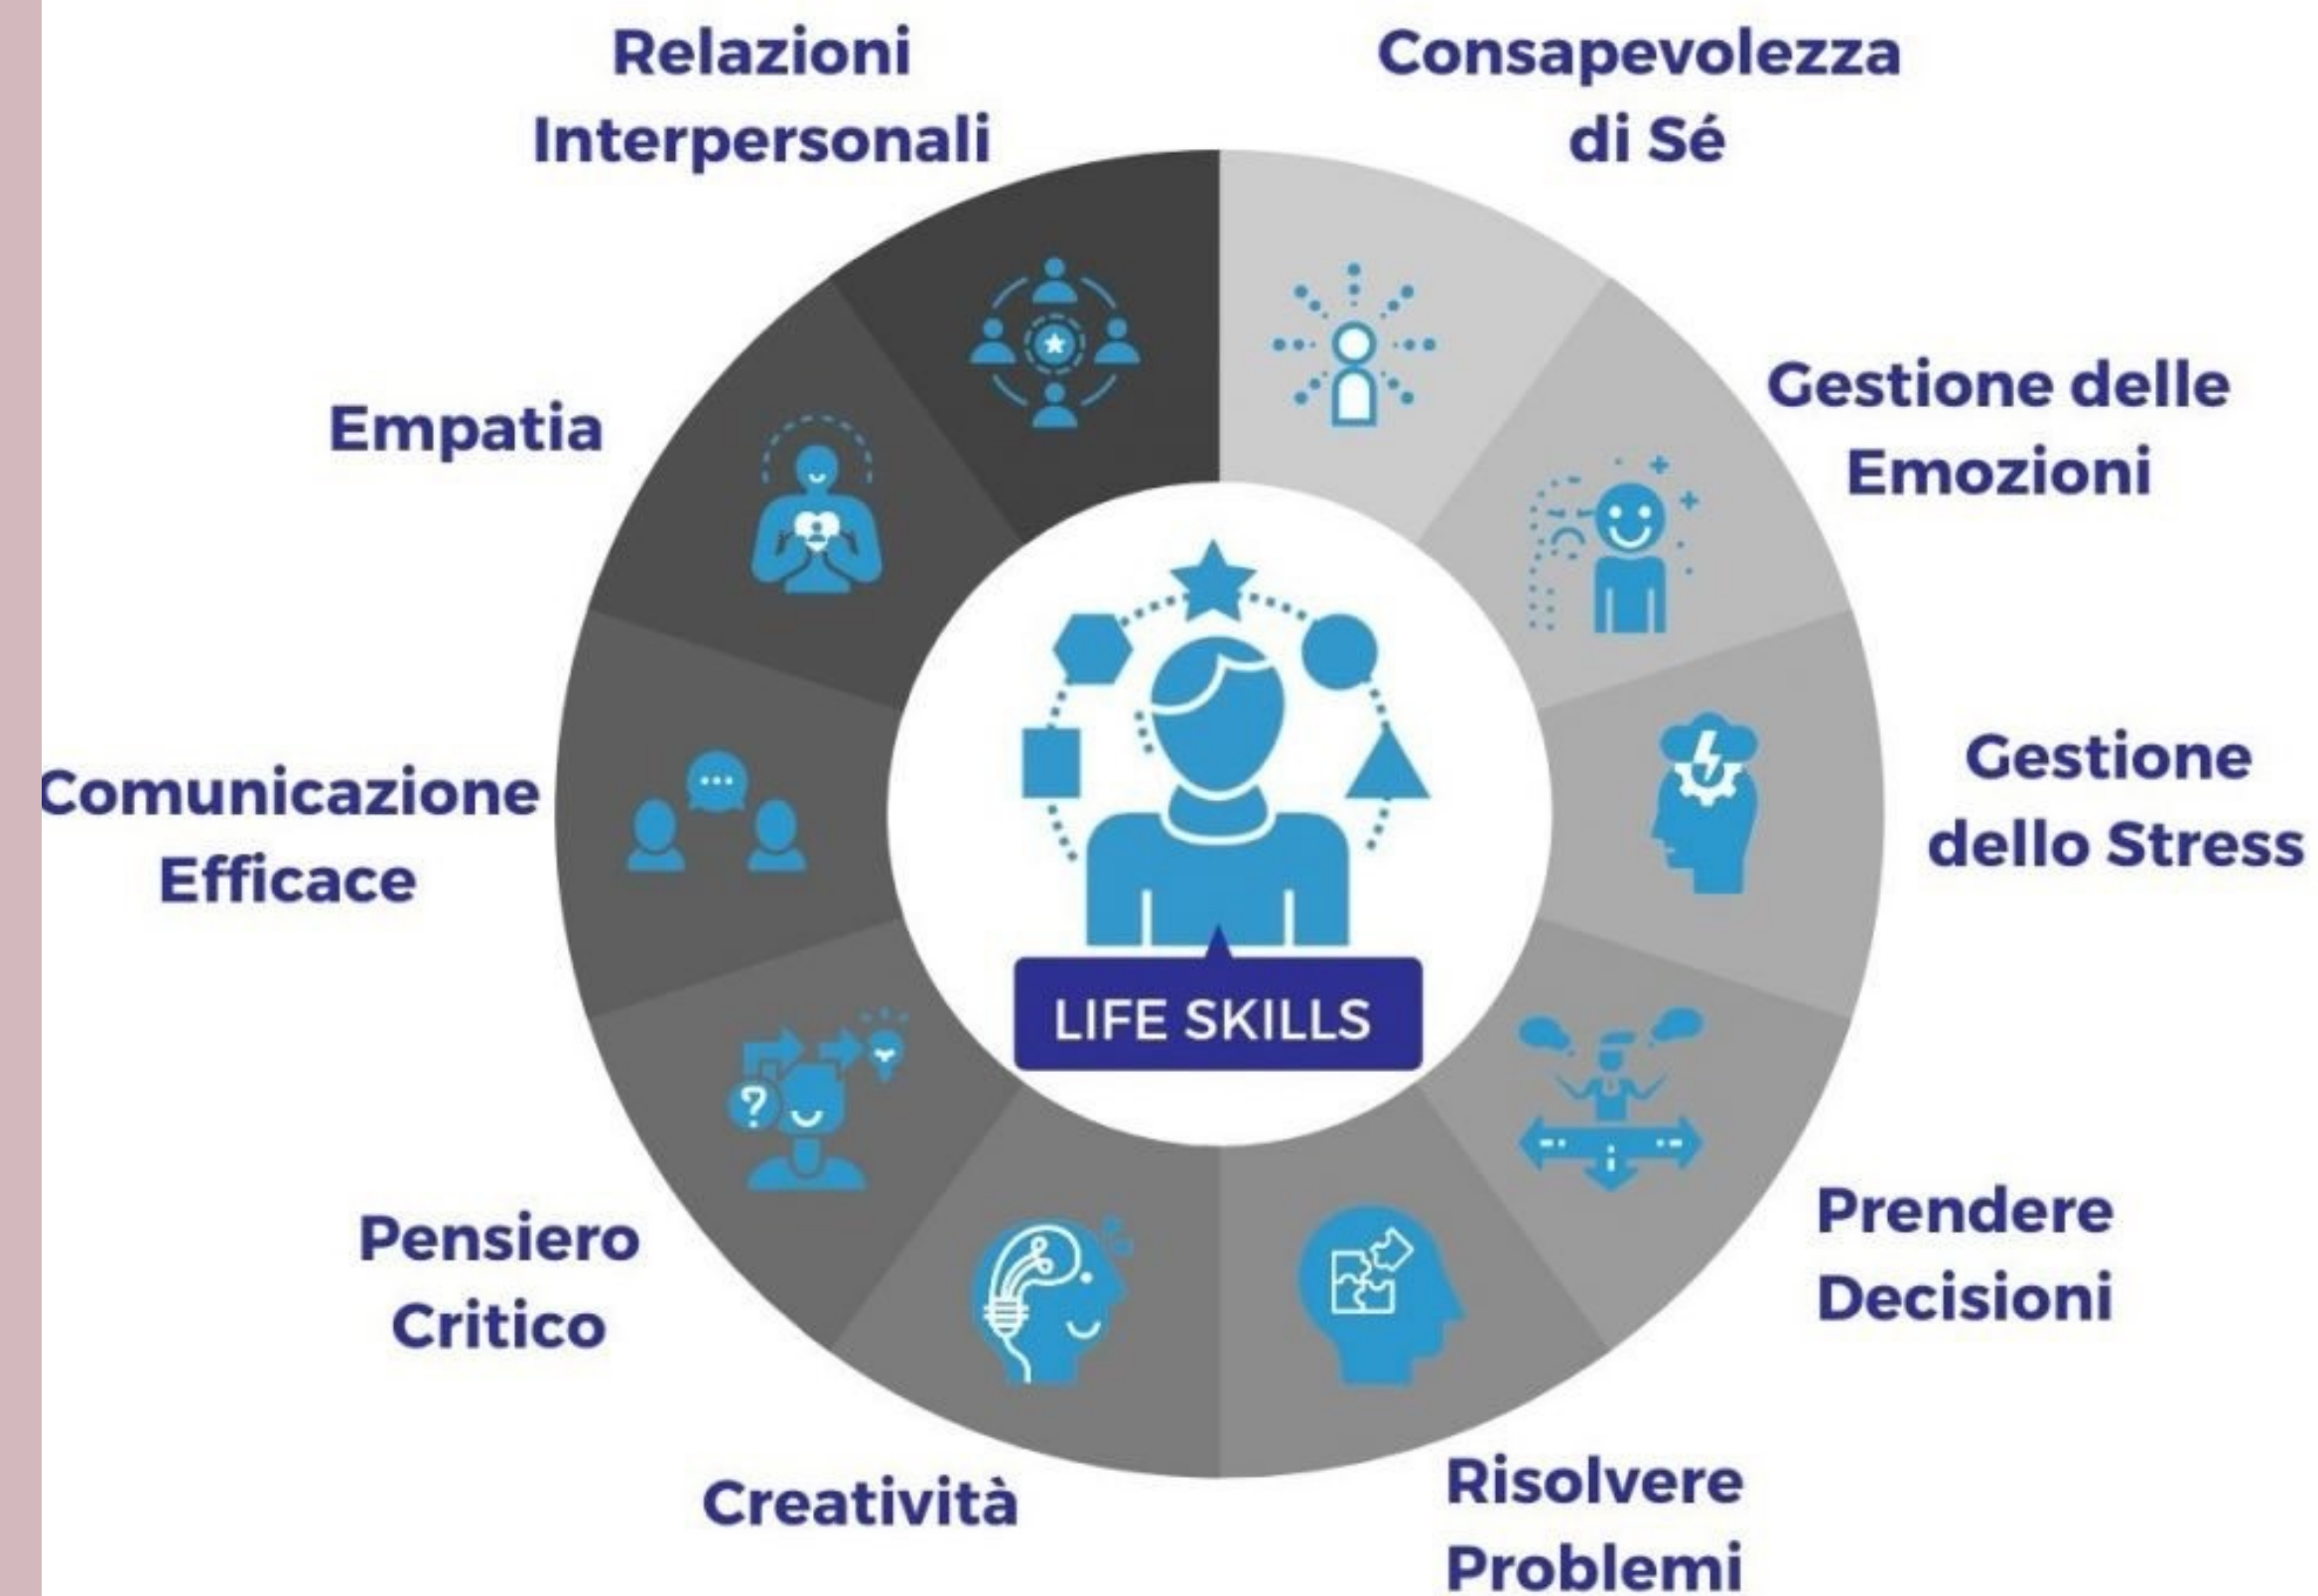 Relazioni
Interpersonali
Consapevolezza
di Sé
Gestione delle
Emozioni
Gestione
dello Stress
Prendere
Decisioni
Risolvere
Problemi
Creatività
Pensiero
Critico
Comunicazione
Efficace
Empatia
LIFE SKILLS
?